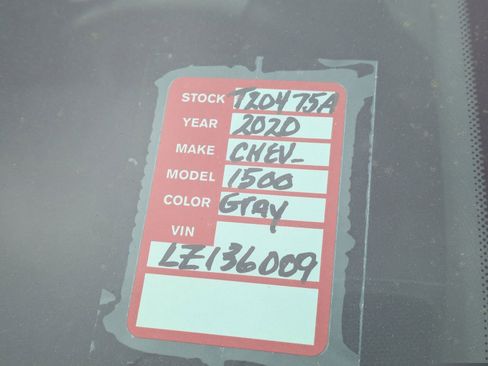 STOCK T20475A
YEAR 2020
MAKE CHEV-
MODEL 1500
COLOR Gray
VIN
LZ136009